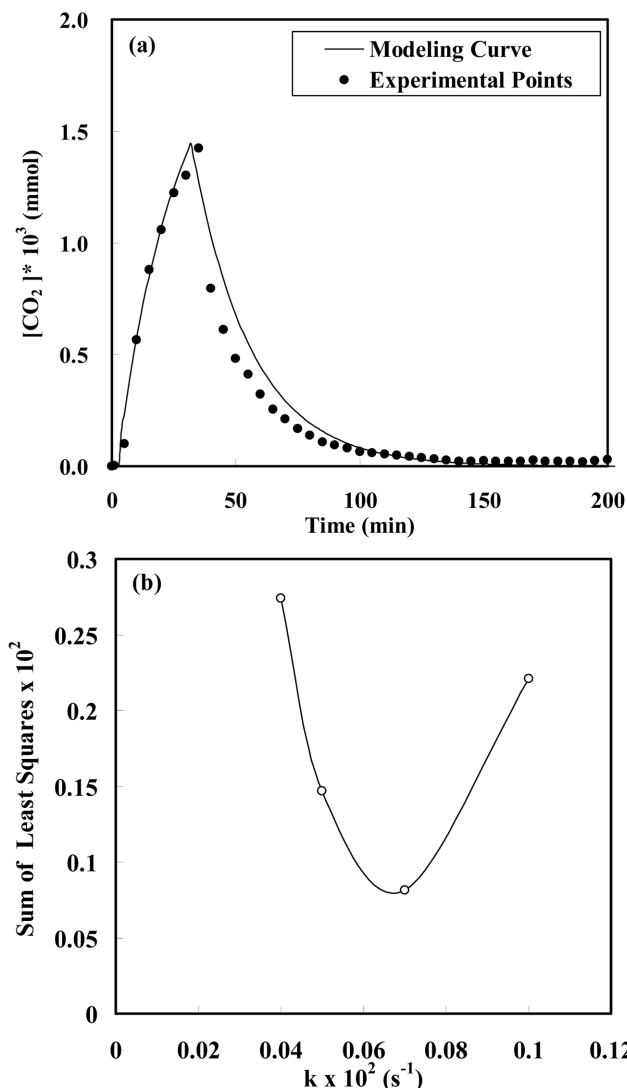 2.0
(a)
Modeling Curve
Experimental Points
1.5
1.0
0.5
0.0
[CO₂]* 10³ (mmol)
0 50 100 150 200
Time (min)
0.3
(b)
0.25
0.2
0.15
0.1
0.05
0
Sum of Least Squares x 10²
0 0.02 0.04 0.06 0.08 0.1 0.12
k x 10² (s⁻¹)